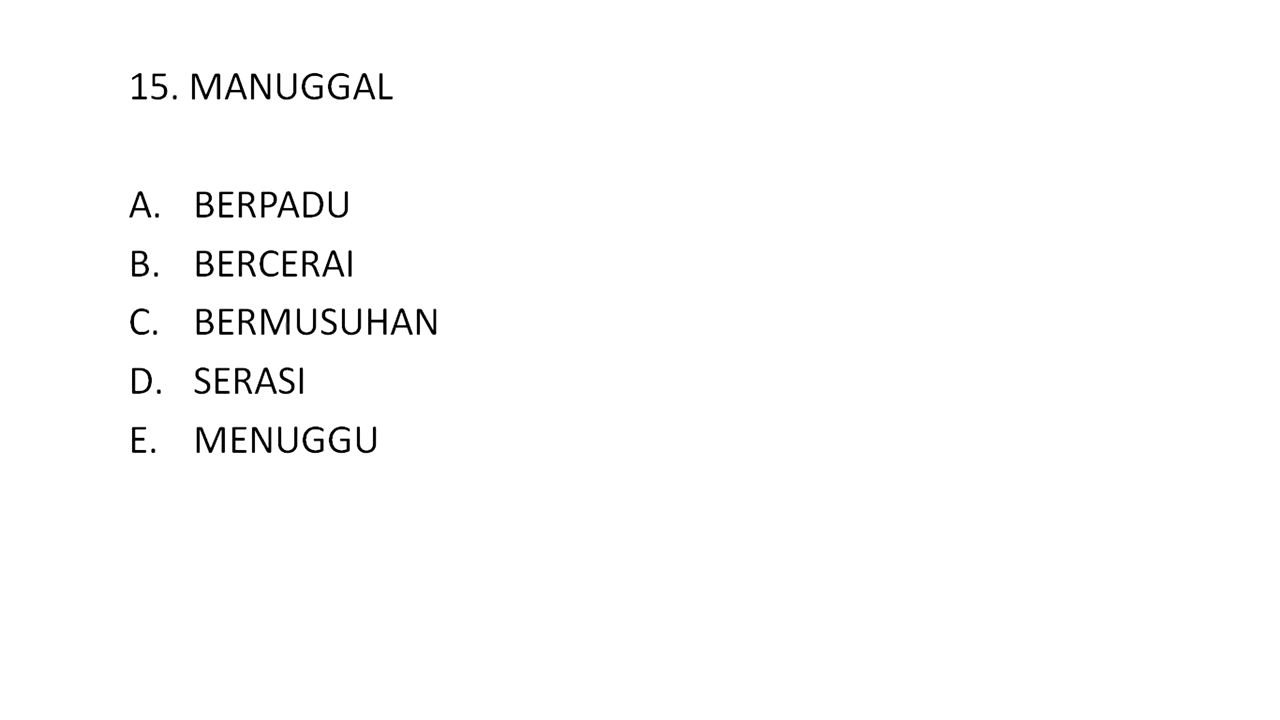 15. MANUGGAL
A. BERPADU
B. BERCERAI
C. BERMUSUHAN
D. SERASI
E. MENUGGU